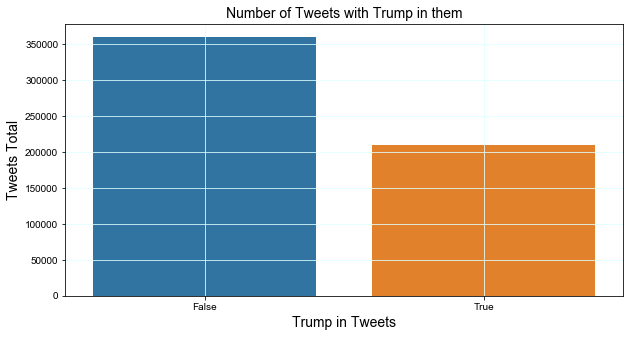 Number of Tweets with Trump in them
Tweets Total
350000
300000
250000
200000
150000
100000
50000
0
False
True
Trump in Tweets